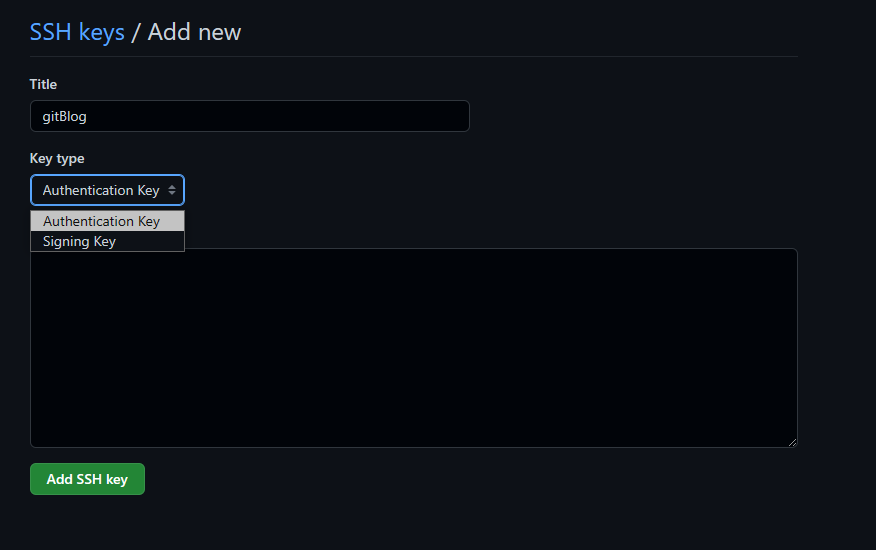 SSH keys / Add new
Title
gitBlog
Key type
Authentication Key
Authentication Key
Signing Key
Add SSH key